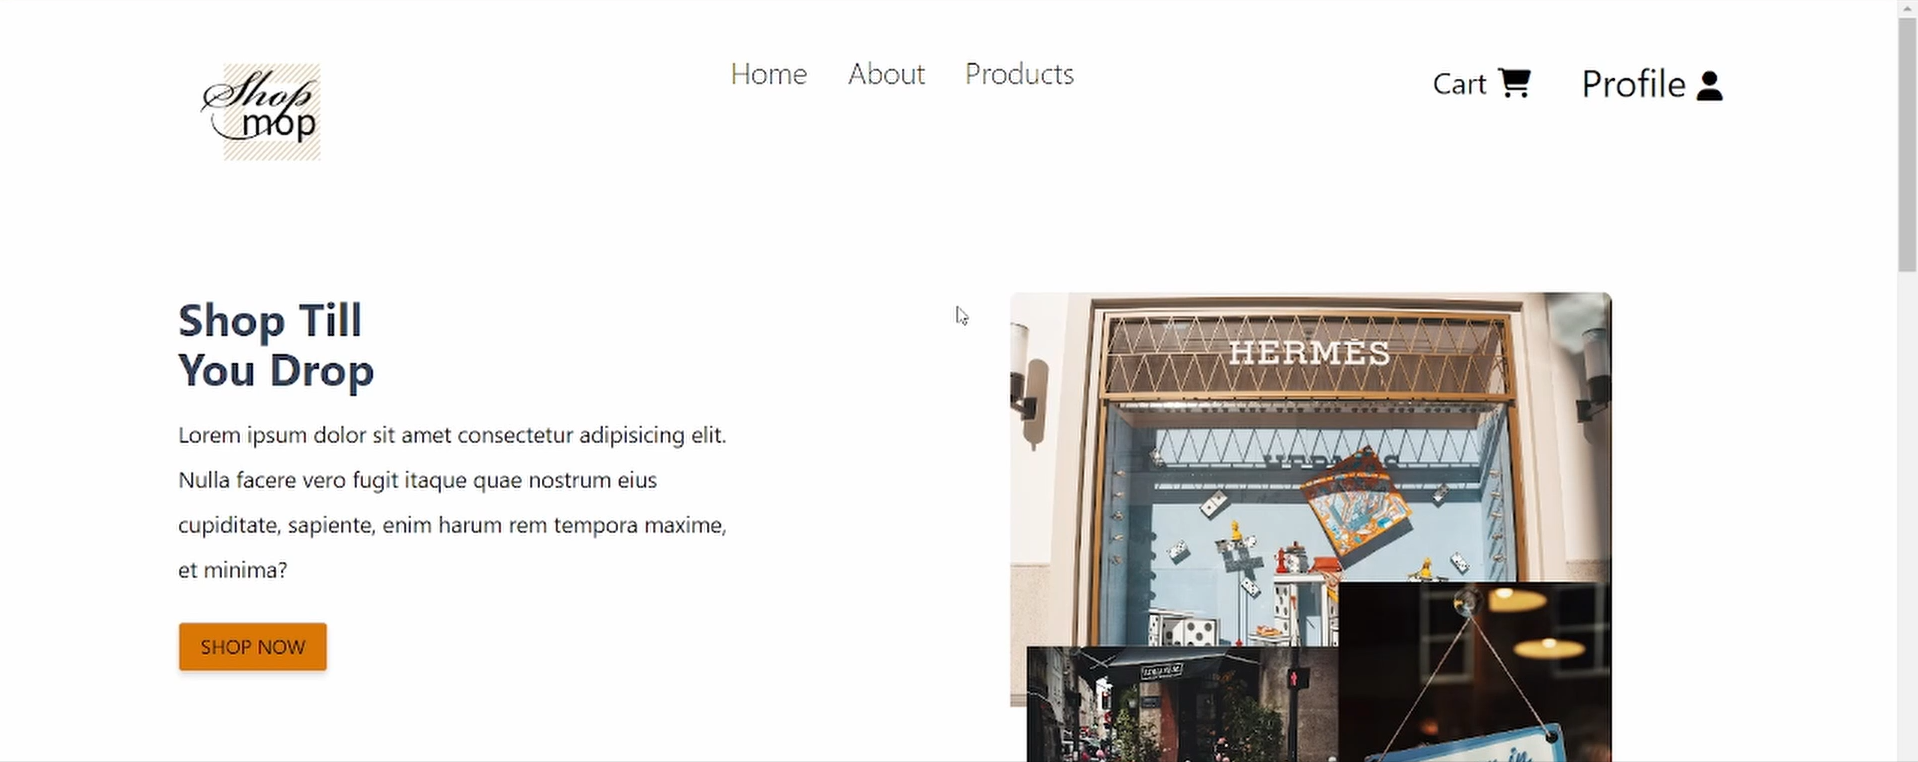 Shop
mop
Home About Products
Cart Profile
Shop Till
You Drop
Lorem ipsum dolor sit amet consectetur adipisicing elit.
Nulla facere vero fugit itaque quae nostrum eius
cupiditate, sapiente, enim harum rem tempora maxime,
et minima?
SHOP NOW
HERMÈS
HERMÈS
in